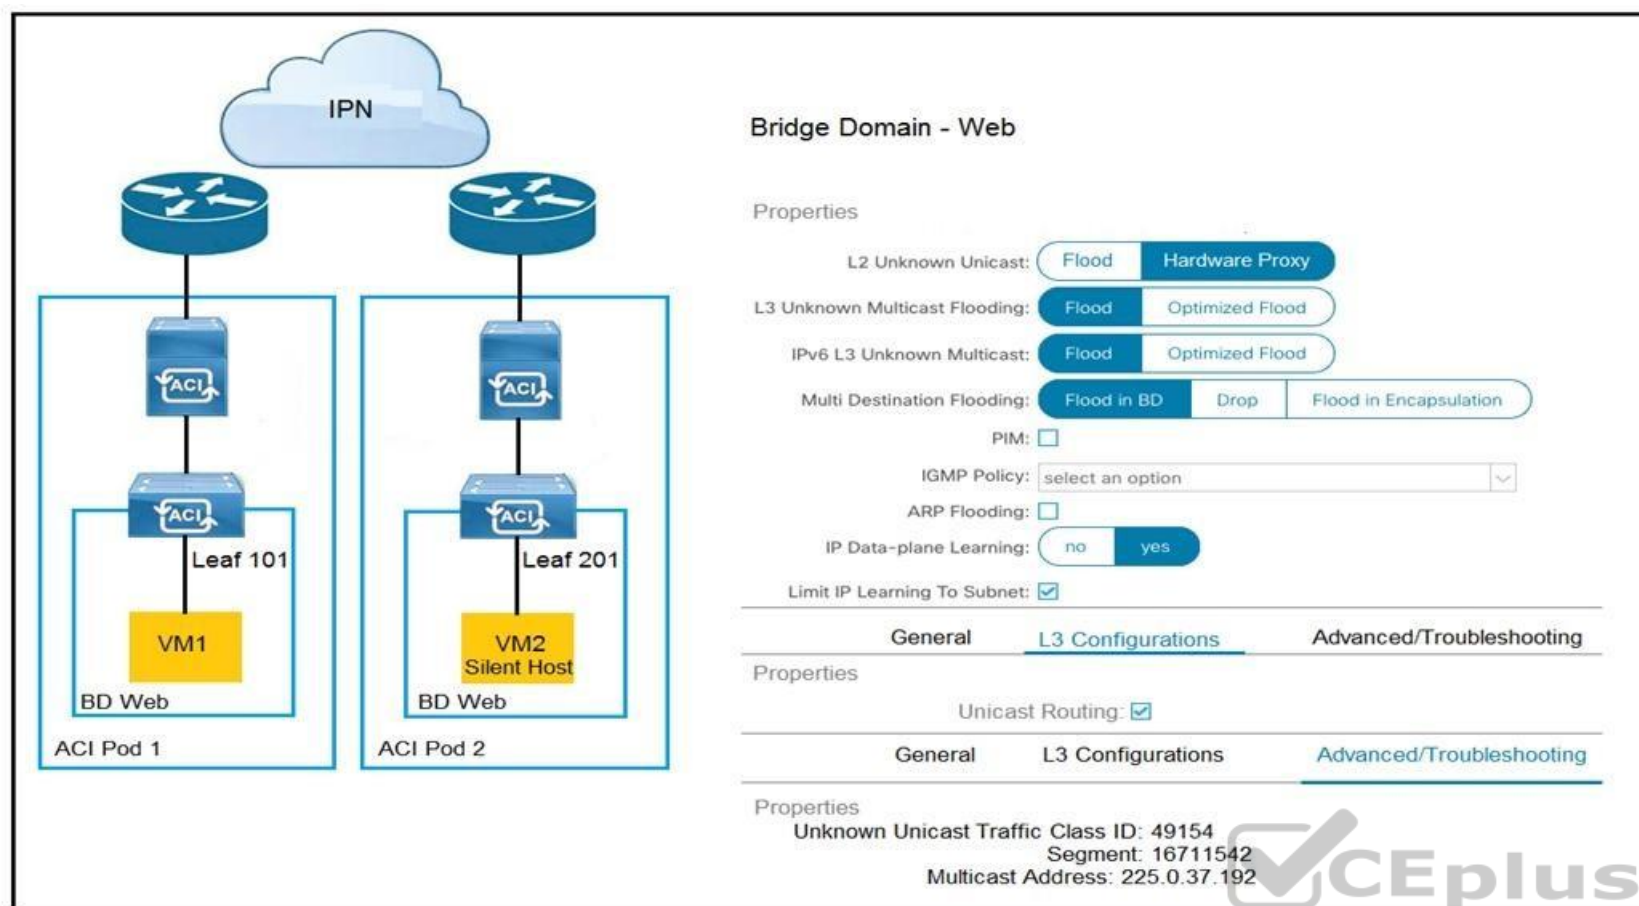 IPN
ACI
ACI
ACI
ACI
Leaf 101
Leaf 201
VM1
VM2
Silent Host
BD Web
BD Web
ACI Pod 1
ACI Pod 2
Bridge Domain - Web
Properties
L2 Unknown Unicast: Flood Hardware Proxy
L3 Unknown Multicast Flooding: Flood Optimized Flood
IPv6 L3 Unknown Multicast: Flood Optimized Flood
Multi Destination Flooding: Flood in BD Drop Flood in Encapsulation
PIM:
IGMP Policy: select an option
ARP Flooding:
IP Data-plane Learning: no yes
Limit IP Learning To Subnet:
General L3 Configurations Advanced/Troubleshooting
Properties
Unicast Routing:
General L3 Configurations Advanced/Troubleshooting
Properties
Unknown Unicast Traffic Class ID: 49154
Segment: 16711542
Multicast Address: 225.0.37.192
CEplus